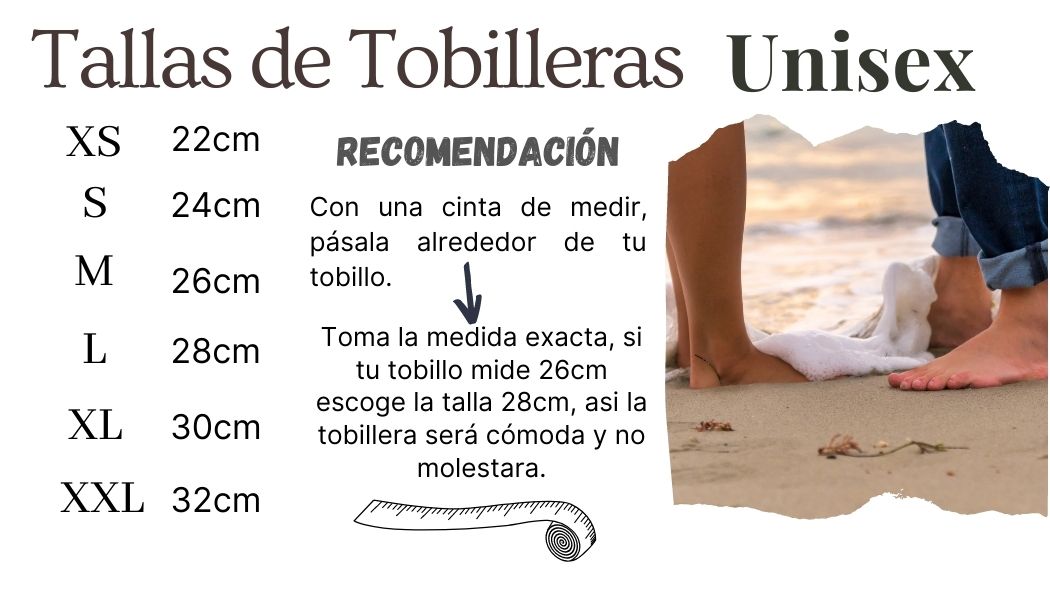 Tallas de Tobilleras Unisex
XS 22cm
S 24cm
M 26cm
L 28cm
XL 30cm
XXL 32cm
RECOMENDACIÓN
Con una cinta de medir,
pásala alrededor de tu
tobillo.
Toma la medida exacta, si
tu tobillo mide 26cm
escoge la talla 28cm, asi la
tobillera será cómoda y no
molestara.